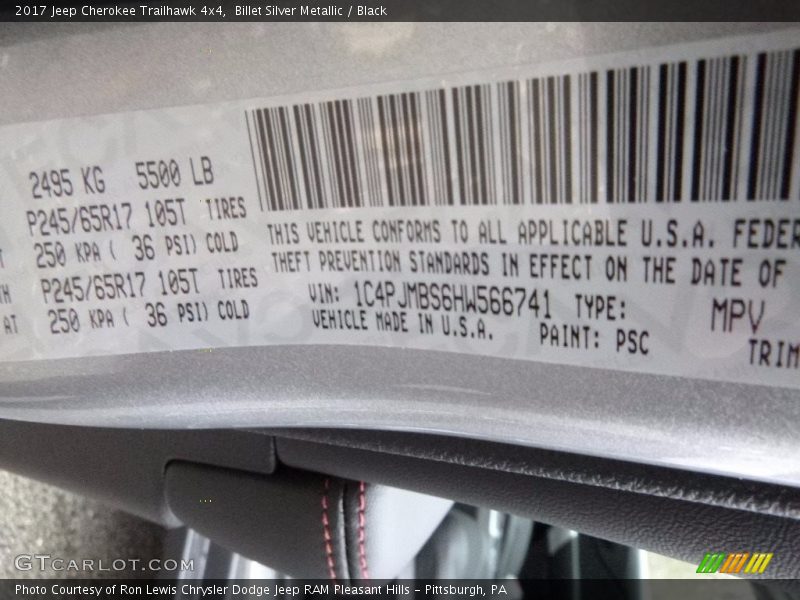 2017 Jeep Cherokee Trailhawk 4x4,  Billet Silver Metallic / Black
2495 KG 5500 LB
P245/65R17 105T TIRES
250 KPA ( 36 PSI) COLD
P245/65R17 105T TIRES
250 KPA ( 36 PSI) COLD
AT
THIS VEHICLE CONFORMS TO ALL APPLICABLE U.S.A. FEDER
THEFT PREVENTION STANDARDS IN EFFECT ON THE DATE OF
VIN: 1C4PJMBS6HW566741 TYPE: MPV
VEHICLE MADE IN U.S.A. PAINT: PSC
TRIM
GTCARLOT.COM
Photo Courtesy of Ron Lewis Chrysler Dodge Jeep RAM Pleasant Hills - Pittsburgh, PA